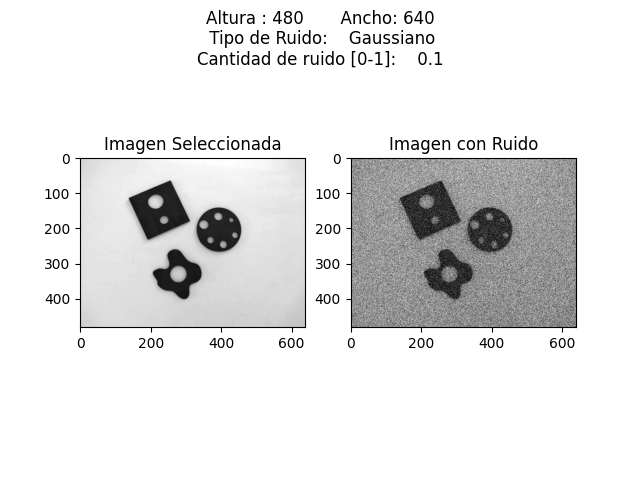 Altura : 480 Ancho: 640
Tipo de Ruido: Gaussiano
Cantidad de ruido [0-1]: 0.1
Imagen Seleccionada
0
100
200
300
400
0 200 400 600
Imagen con Ruido
0
100
200
300
400
0 200 400 600